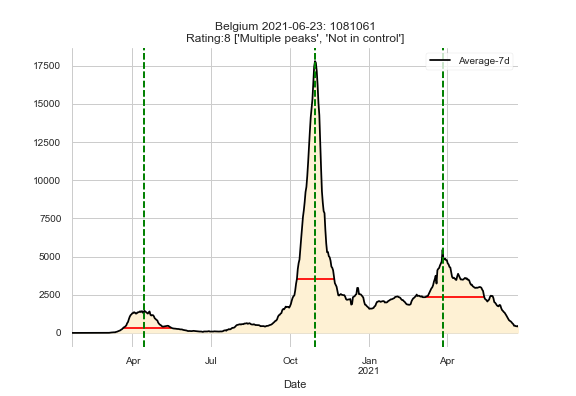 Belgium 2021-06-23: 1081061
Rating:8 ['Multiple peaks', 'Not in control']
Average-7d
17500
15000
12500
10000
7500
5000
2500
0
Apr Jul Oct Jan Apr
2021
Date